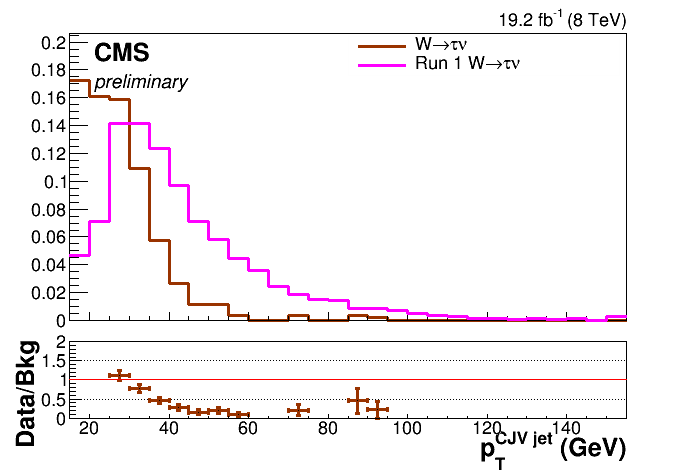 19.2 fb⁻¹ (8 TeV)
CMS
preliminary
W→τν
Run 1 W→τν
0.2
0.18
0.16
0.14
0.12
0.1
0.08
0.06
0.04
0.02
0
Data/Bkg
2
1.5
1
0.5
0
20 40 60 80 100 120 140
p_T^CJV jet (GeV)